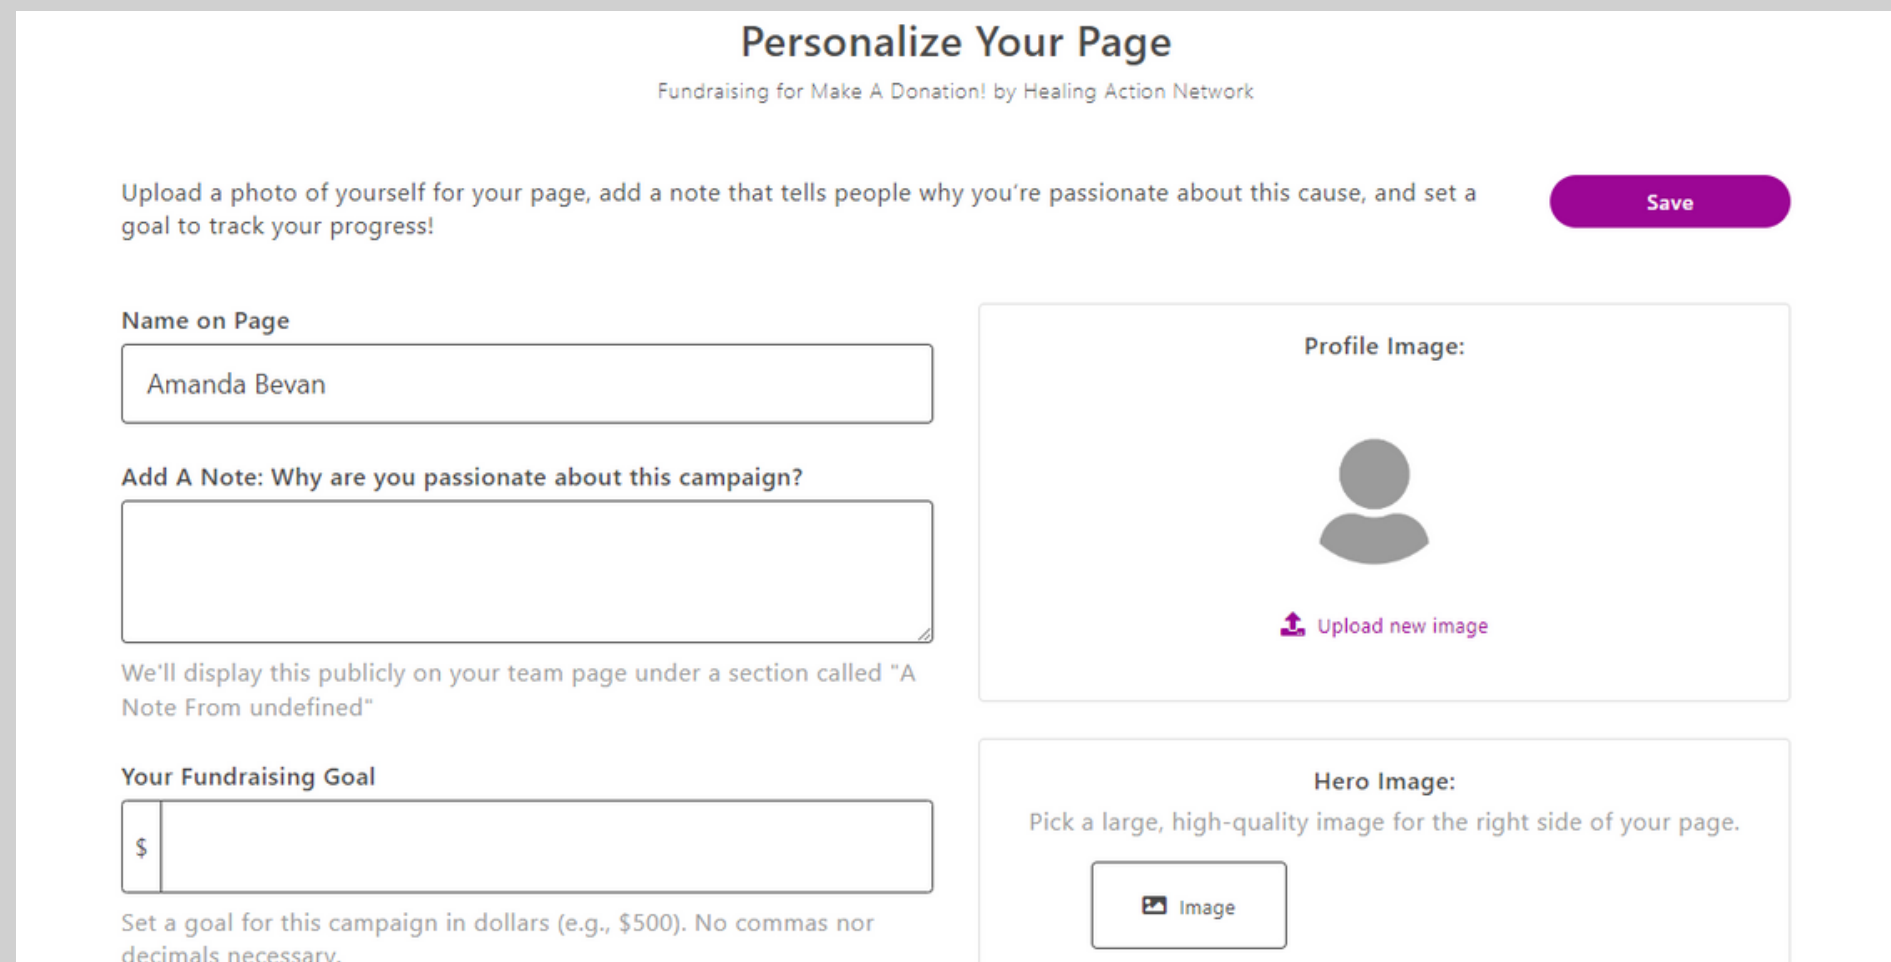 Personalize Your Page
Fundraising for Make A Donation! by Healing Action Network
Upload a photo of yourself for your page, add a note that tells people why you're passionate about this cause, and set a
goal to track your progress!
Save
Name on Page
Amanda Bevan
Add A Note: Why are you passionate about this campaign?
We'll display this publicly on your team page under a section called "A
Note From undefined"
Your Fundraising Goal
$
Set a goal for this campaign in dollars (e.g., $500). No commas nor
decimals necessary.
Profile Image:
Upload new image
Hero Image:
Pick a large, high-quality image for the right side of your page.
Image